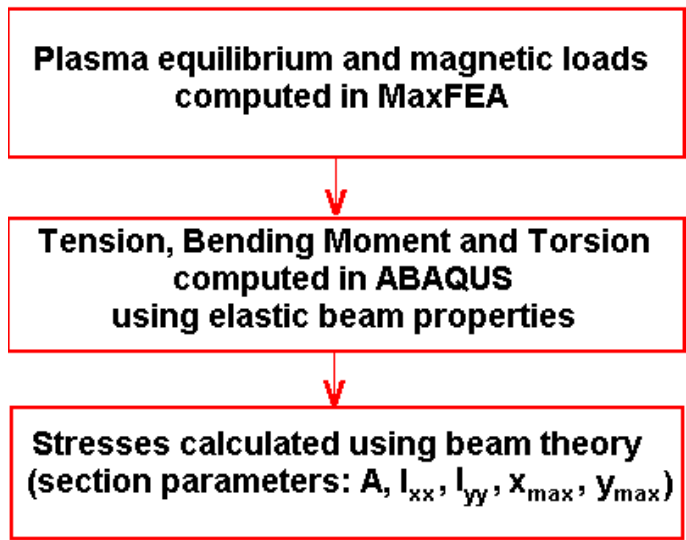 Plasma equilibrium and magnetic loads
computed in MaxFEA
Tension, Bending Moment and Torsion
computed in ABAQUS
using elastic beam properties
Stresses calculated using beam theory
(section parameters: A, Ixx, Iyy, xmax, ymax)